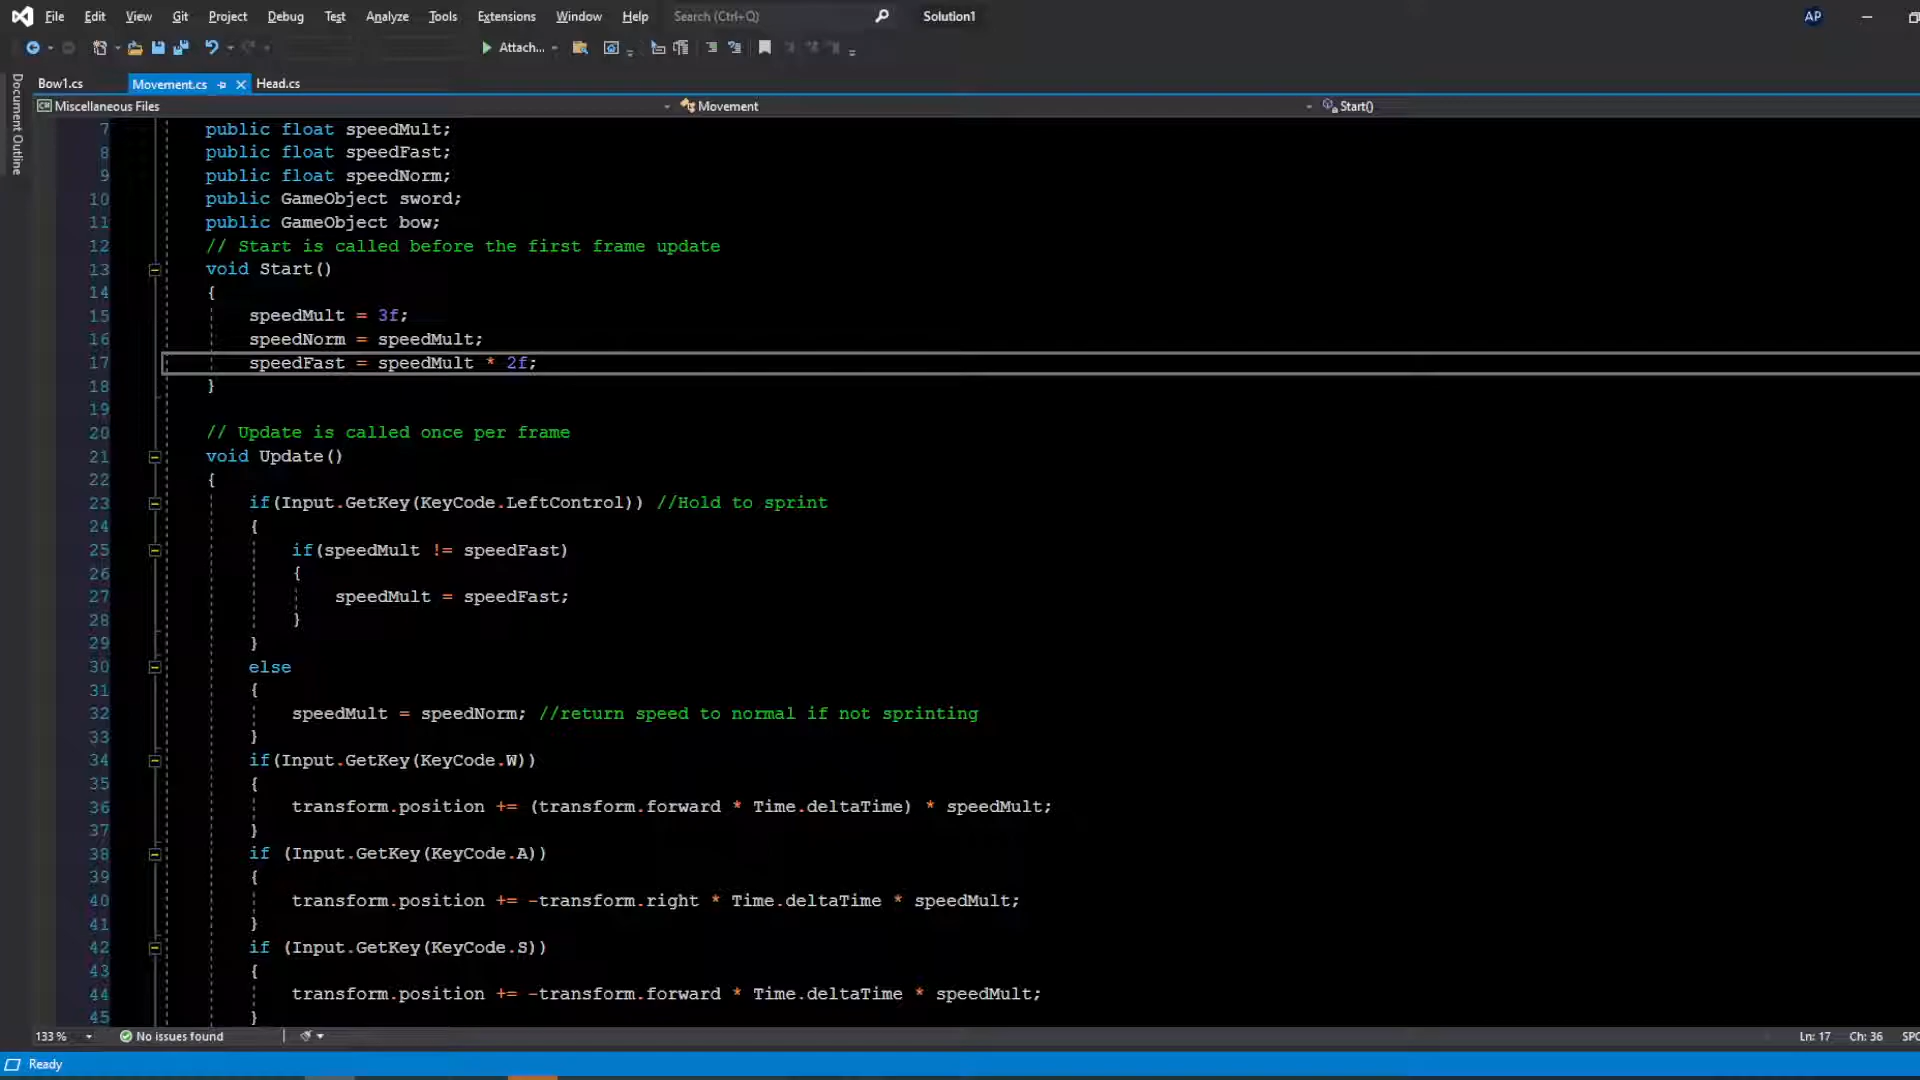 File Edit View Git Project Debug Test Analyze Tools Extensions Window Help Search (Ctrl+Q) Solution1 AP
Attach...
Bow1.cs Movement.cs Head.cs
Document Outline
Miscellaneous Files Movement Start()
7 public float speedMult;
8 public float speedFast;
9 public float speedNorm;
10 public GameObject sword;
11 public GameObject bow;
12 // Start is called before the first frame update
13 void Start()
14 {
15 speedMult = 3f;
16 speedNorm = speedMult;
17 speedFast = speedMult * 2f;
18 }
19
20 // Update is called once per frame
21 void Update()
22 {
23 if(Input.GetKey(KeyCode.LeftControl)) //Hold to sprint
24 {
25 if(speedMult != speedFast)
26 {
27 speedMult = speedFast;
28 }
29 }
30 else
31 {
32 speedMult = speedNorm; //return speed to normal if not sprinting
33 }
34 if(Input.GetKey(KeyCode.W))
35 {
36 transform.position += (transform.forward * Time.deltaTime) * speedMult;
37 }
38 if (Input.GetKey(KeyCode.A))
39 {
40 transform.position += -transform.right * Time.deltaTime * speedMult;
41 }
42 if (Input.GetKey(KeyCode.S))
43 {
44 transform.position += -transform.forward * Time.deltaTime * speedMult;
45 }
133 % No issues found Ln: 17 Ch: 36 SPC
Ready